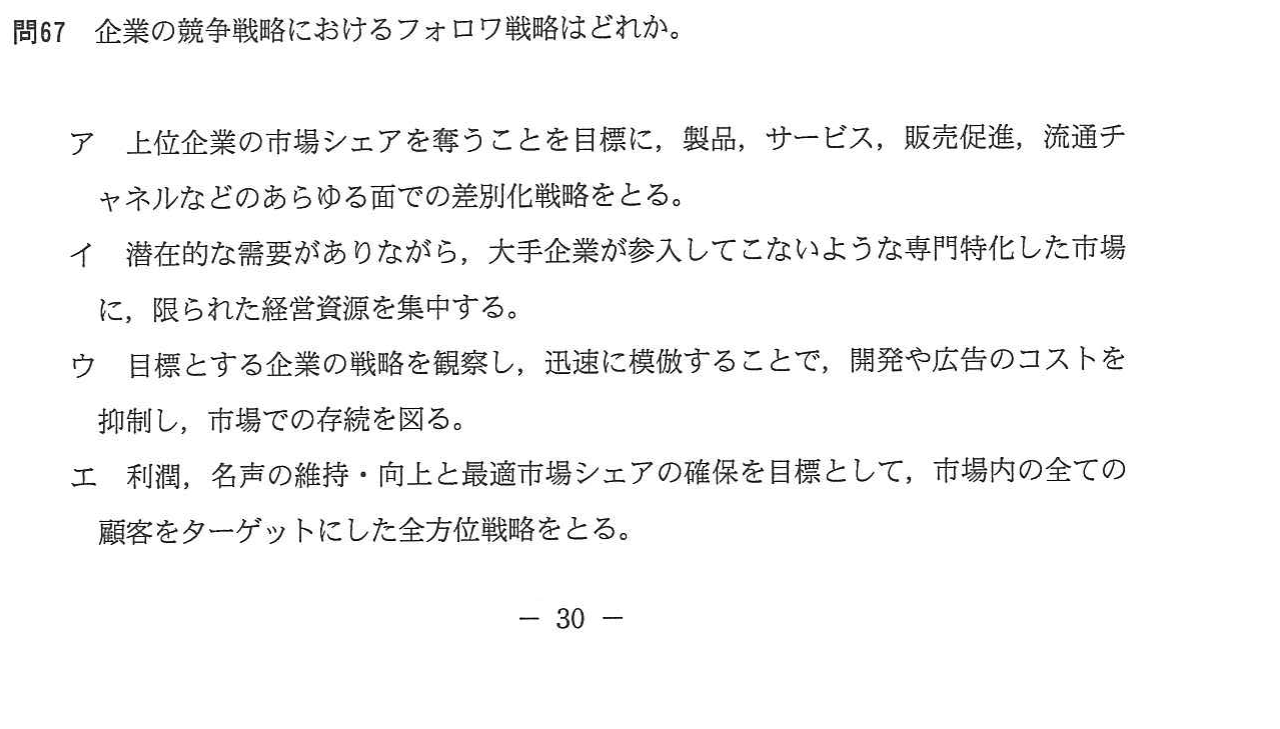 問67 企業の競争戦略におけるフォロワ戦略はどれか。
ア 上位企業の市場シェアを奪うことを目標に，製品，サービス，販売促進，流通チ
ャネルなどのあらゆる面での差別化戦略をとる。
イ 潜在的な需要がありながら，大手企業が参入してこないような専門特化した市場
に，限られた経営資源を集中する。
ウ 目標とする企業の戦略を観察し，迅速に模倣することで，開発や広告のコストを
抑制し，市場での存続を図る。
エ 利潤，名声の維持・向上と最適市場シェアの確保を目標として，市場内の全ての
顧客をターゲットにした全方位戦略をとる。
－ 30 －